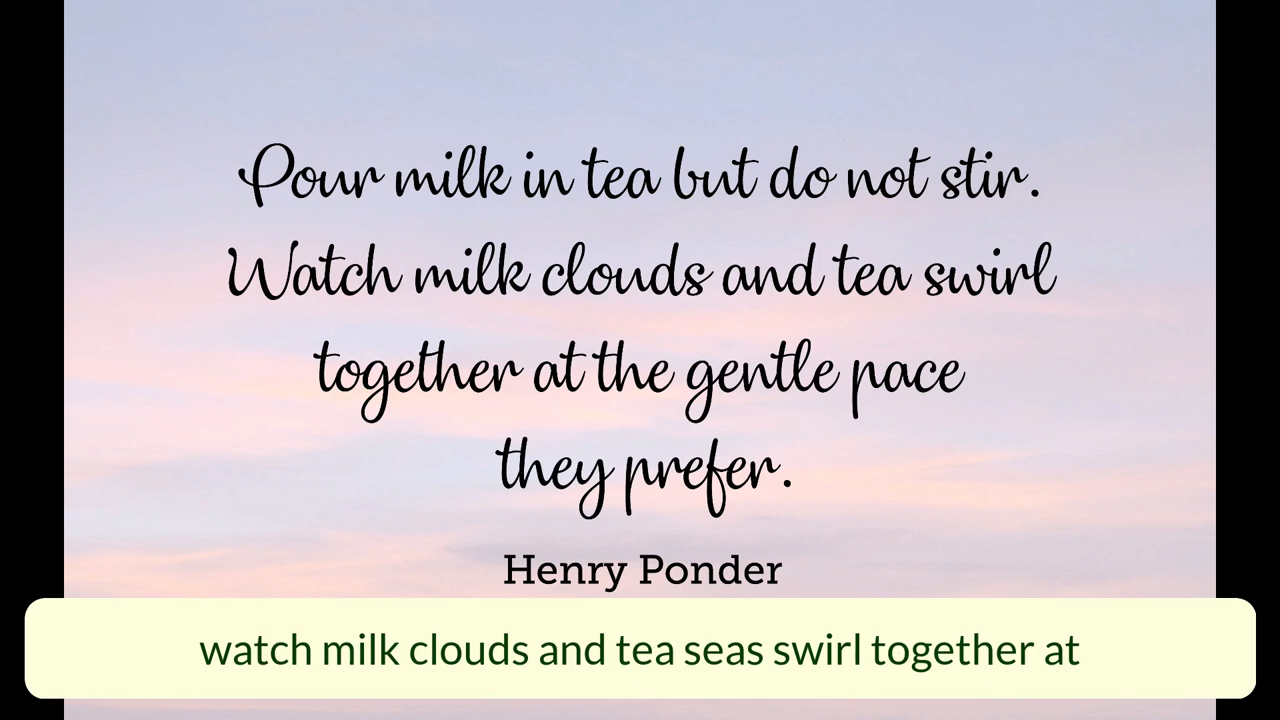 Pour milk in tea but do not stir.
Watch milk clouds and tea swirl
together at the gentle pace
they prefer.
Henry Ponder
watch milk clouds and tea seas swirl together at